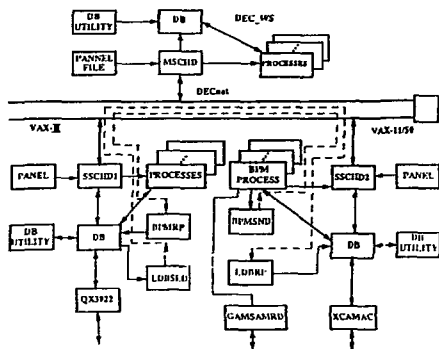 DB
UTILITY
DB
DEC_WS
PANNEL
FILE
MSCHD
PROCESSES
DECnet
VAX-II
VAX-11/50
PANEL
SSCHD1
PROCESSES
BPM
PROCESS
SSCHD2
PANEL
DB
UTILITY
DB
BPMRP
BPMSND
DB
DB
UTILITY
LDBSLD
LDBRP
QX3922
GAMSAMRD
XCAMAC